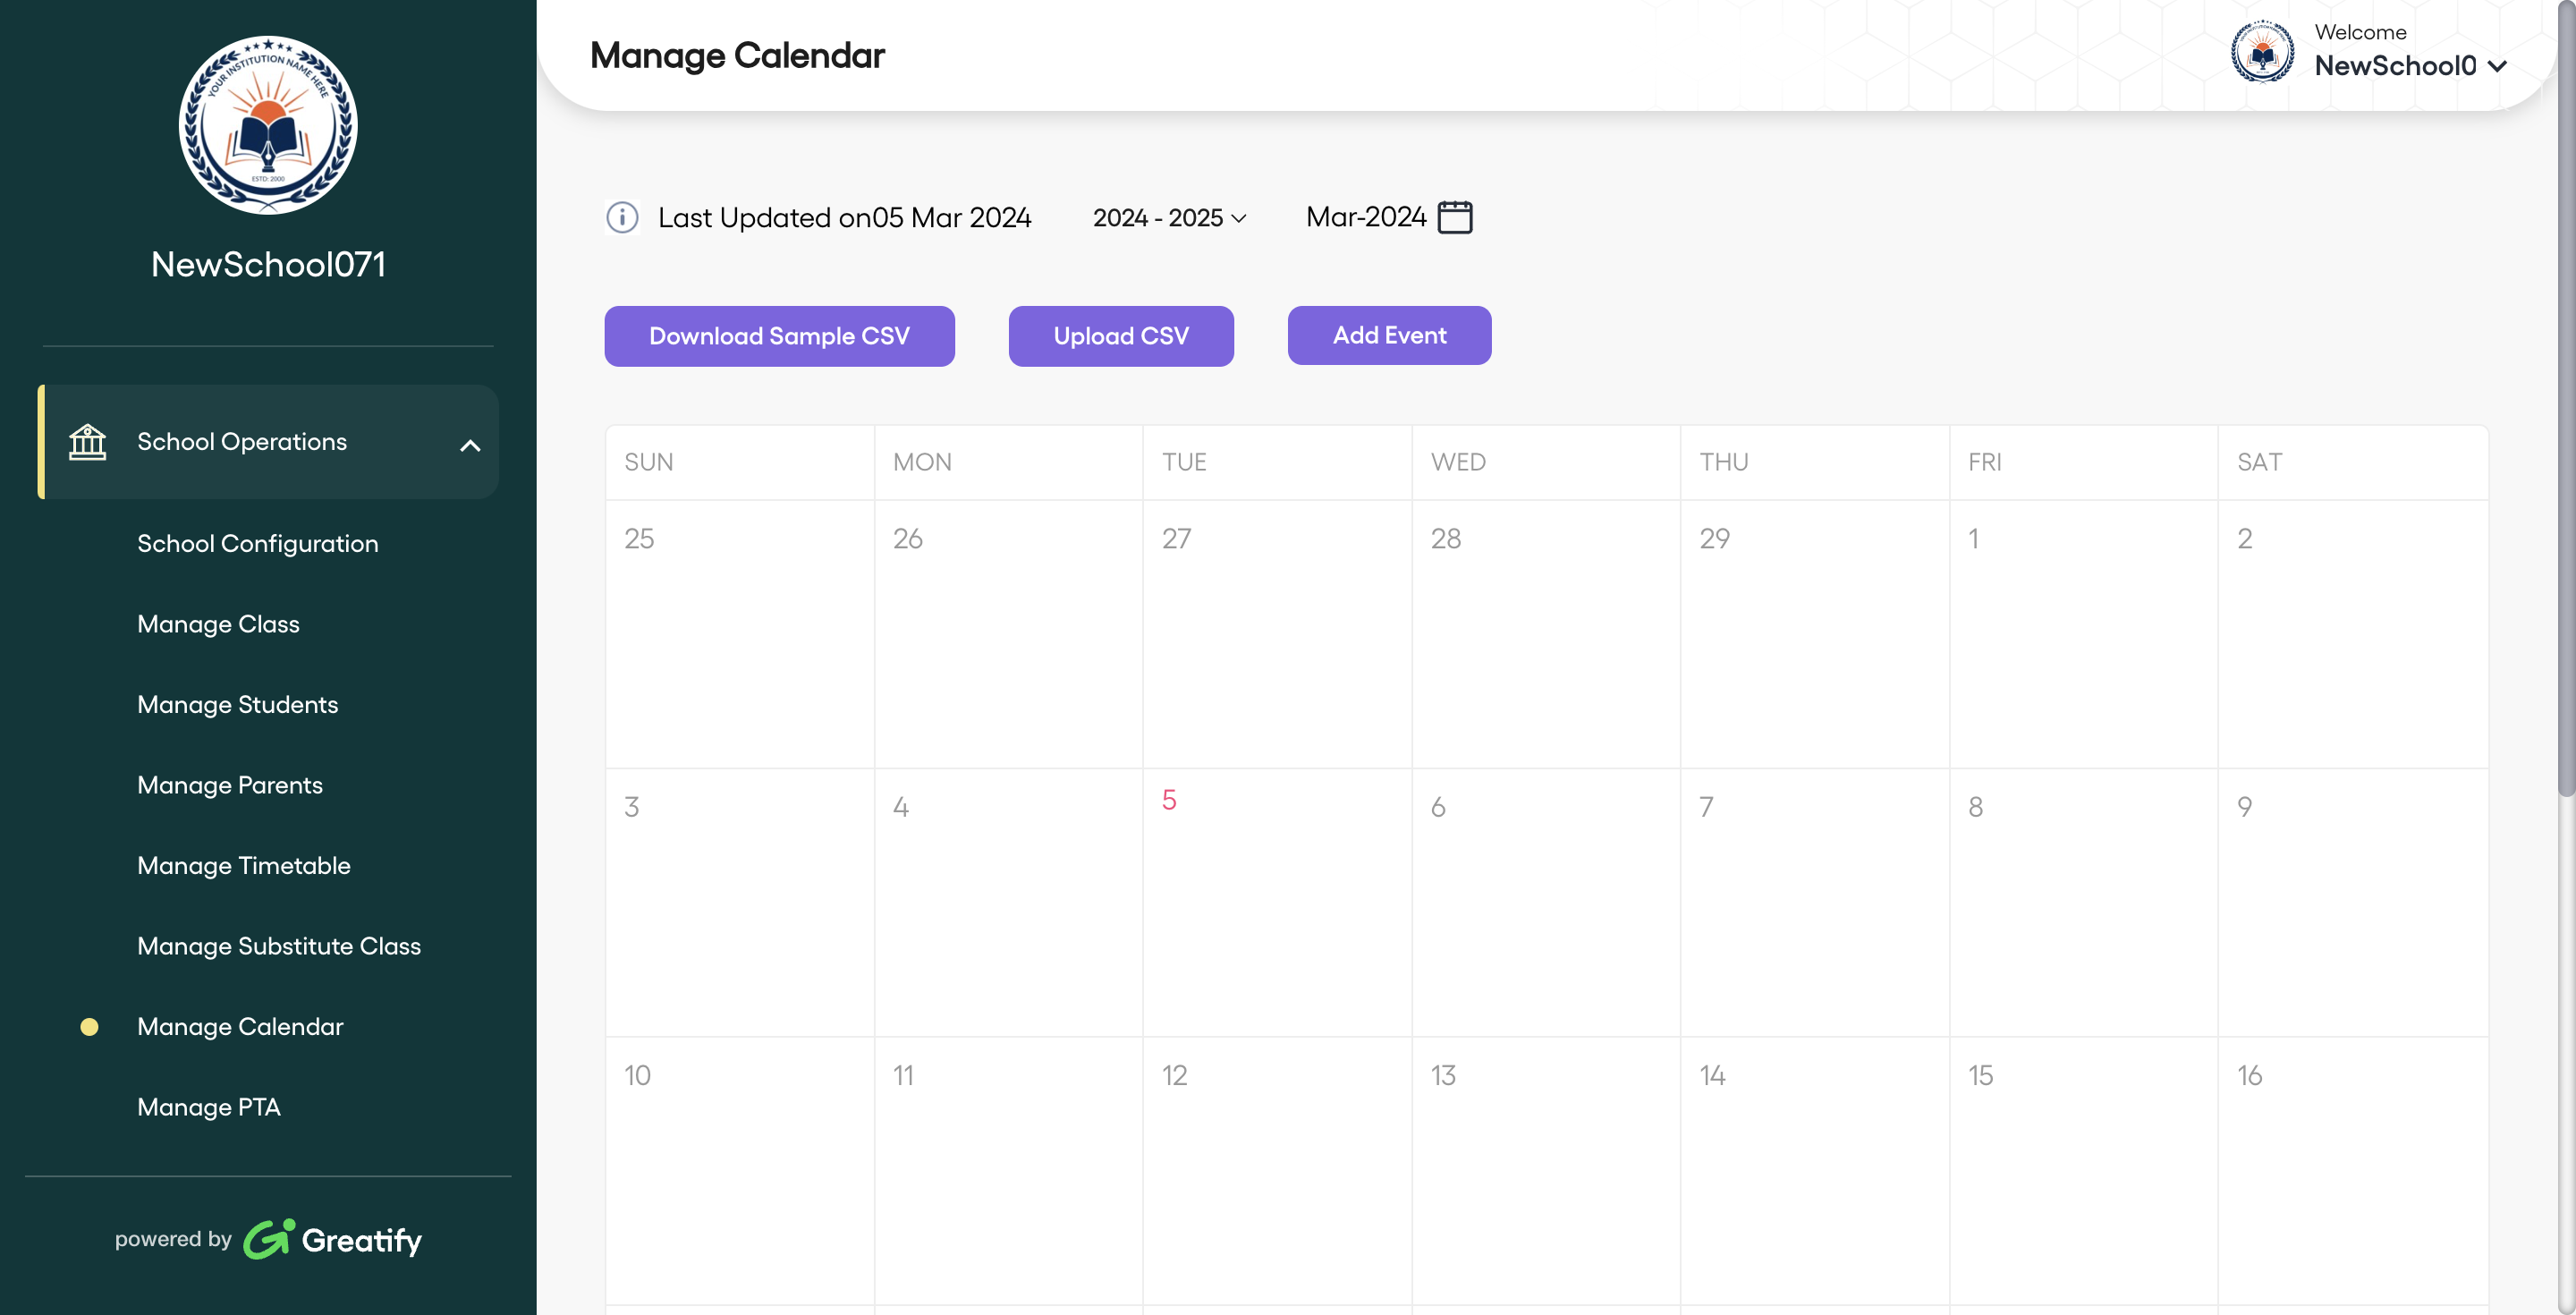 YOUR INSTITUTION NAME HERE
ESTD: 2000
NewSchool071
School Operations
School Configuration
Manage Class
Manage Students
Manage Parents
Manage Timetable
Manage Substitute Class
Manage Calendar
Manage PTA
powered by Greatify
Manage Calendar
Welcome
NewSchool0
Last Updated on05 Mar 2024 2024 - 2025 Mar-2024
Download Sample CSV Upload CSV Add Event
SUN MON TUE WED THU FRI SAT
25 26 27 28 29 1 2
3 4 5 6 7 8 9
10 11 12 13 14 15 16